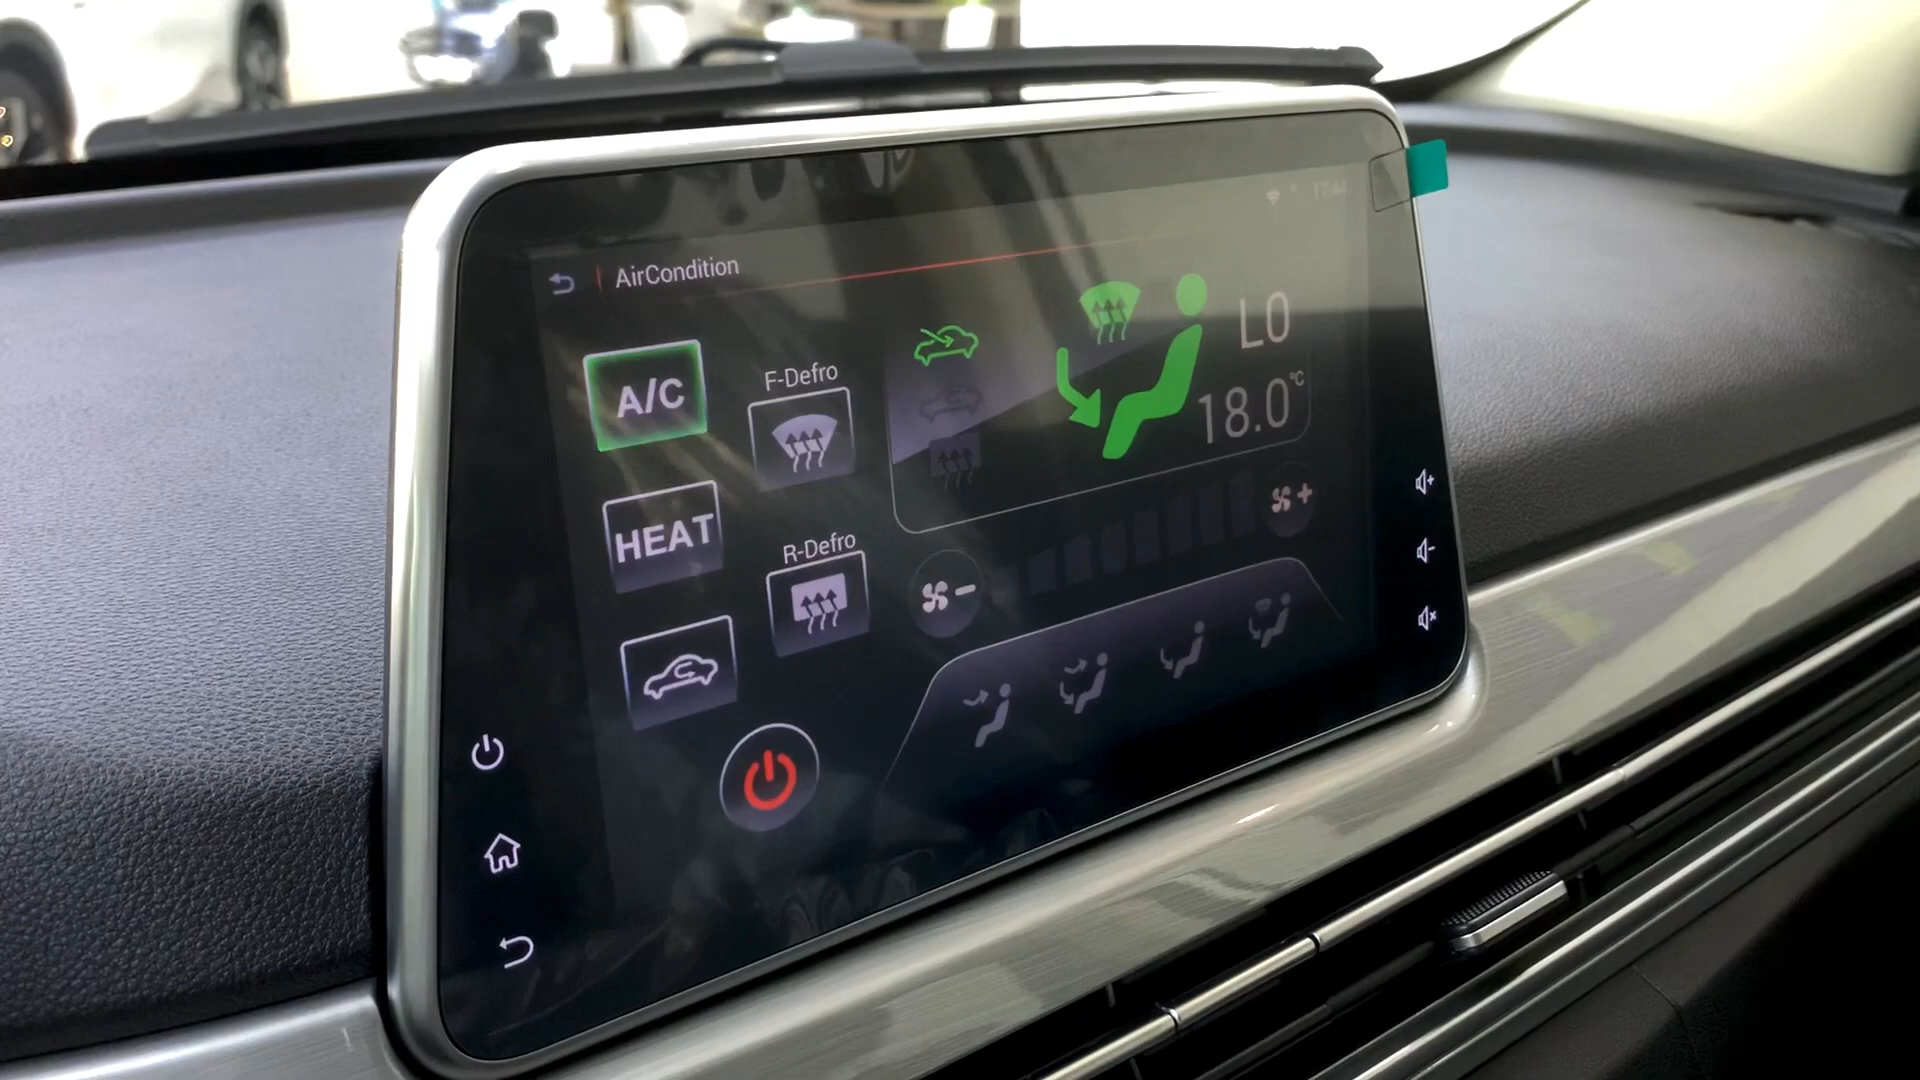 AirCondition
A/C
F-Defro
LO
18.0°C
HEAT
R-Defro